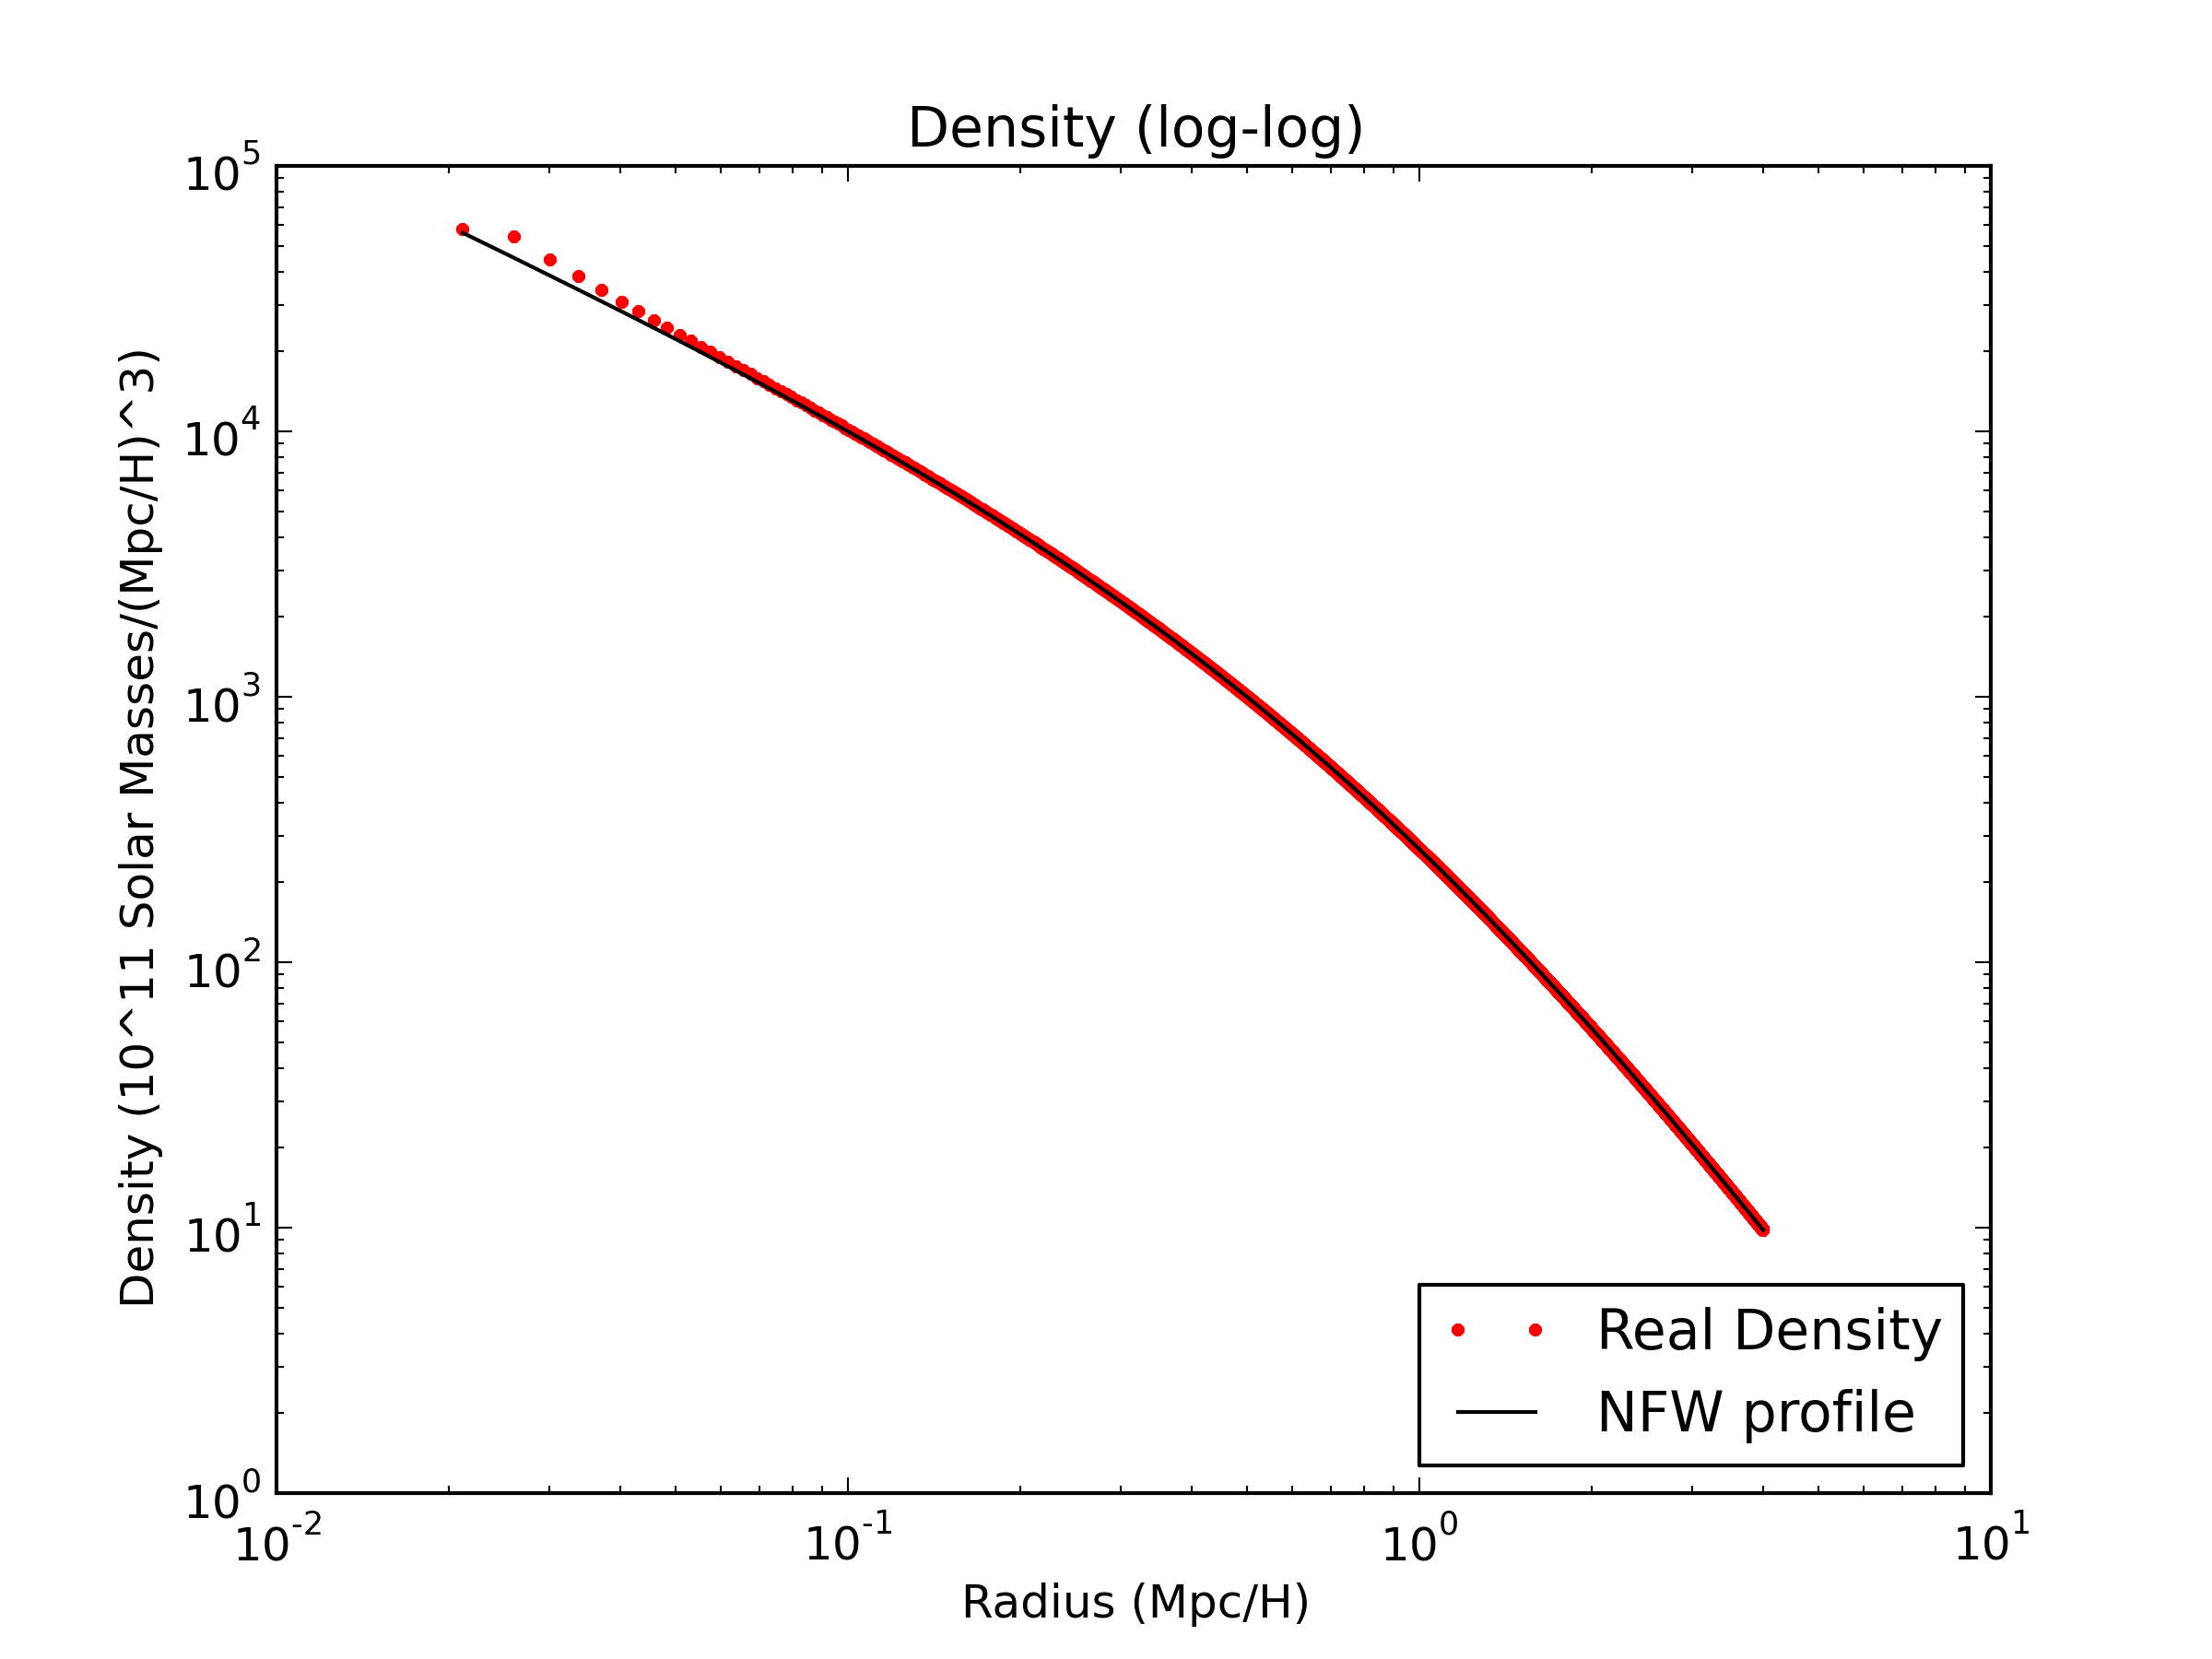 Density (log-log)
10^5
10^4
10^3
10^2
10^1
10^0
Density (10^11 Solar Masses/(Mpc/H)^3)
Real Density
NFW profile
10^-2
10^-1
10^0
10^1
Radius (Mpc/H)